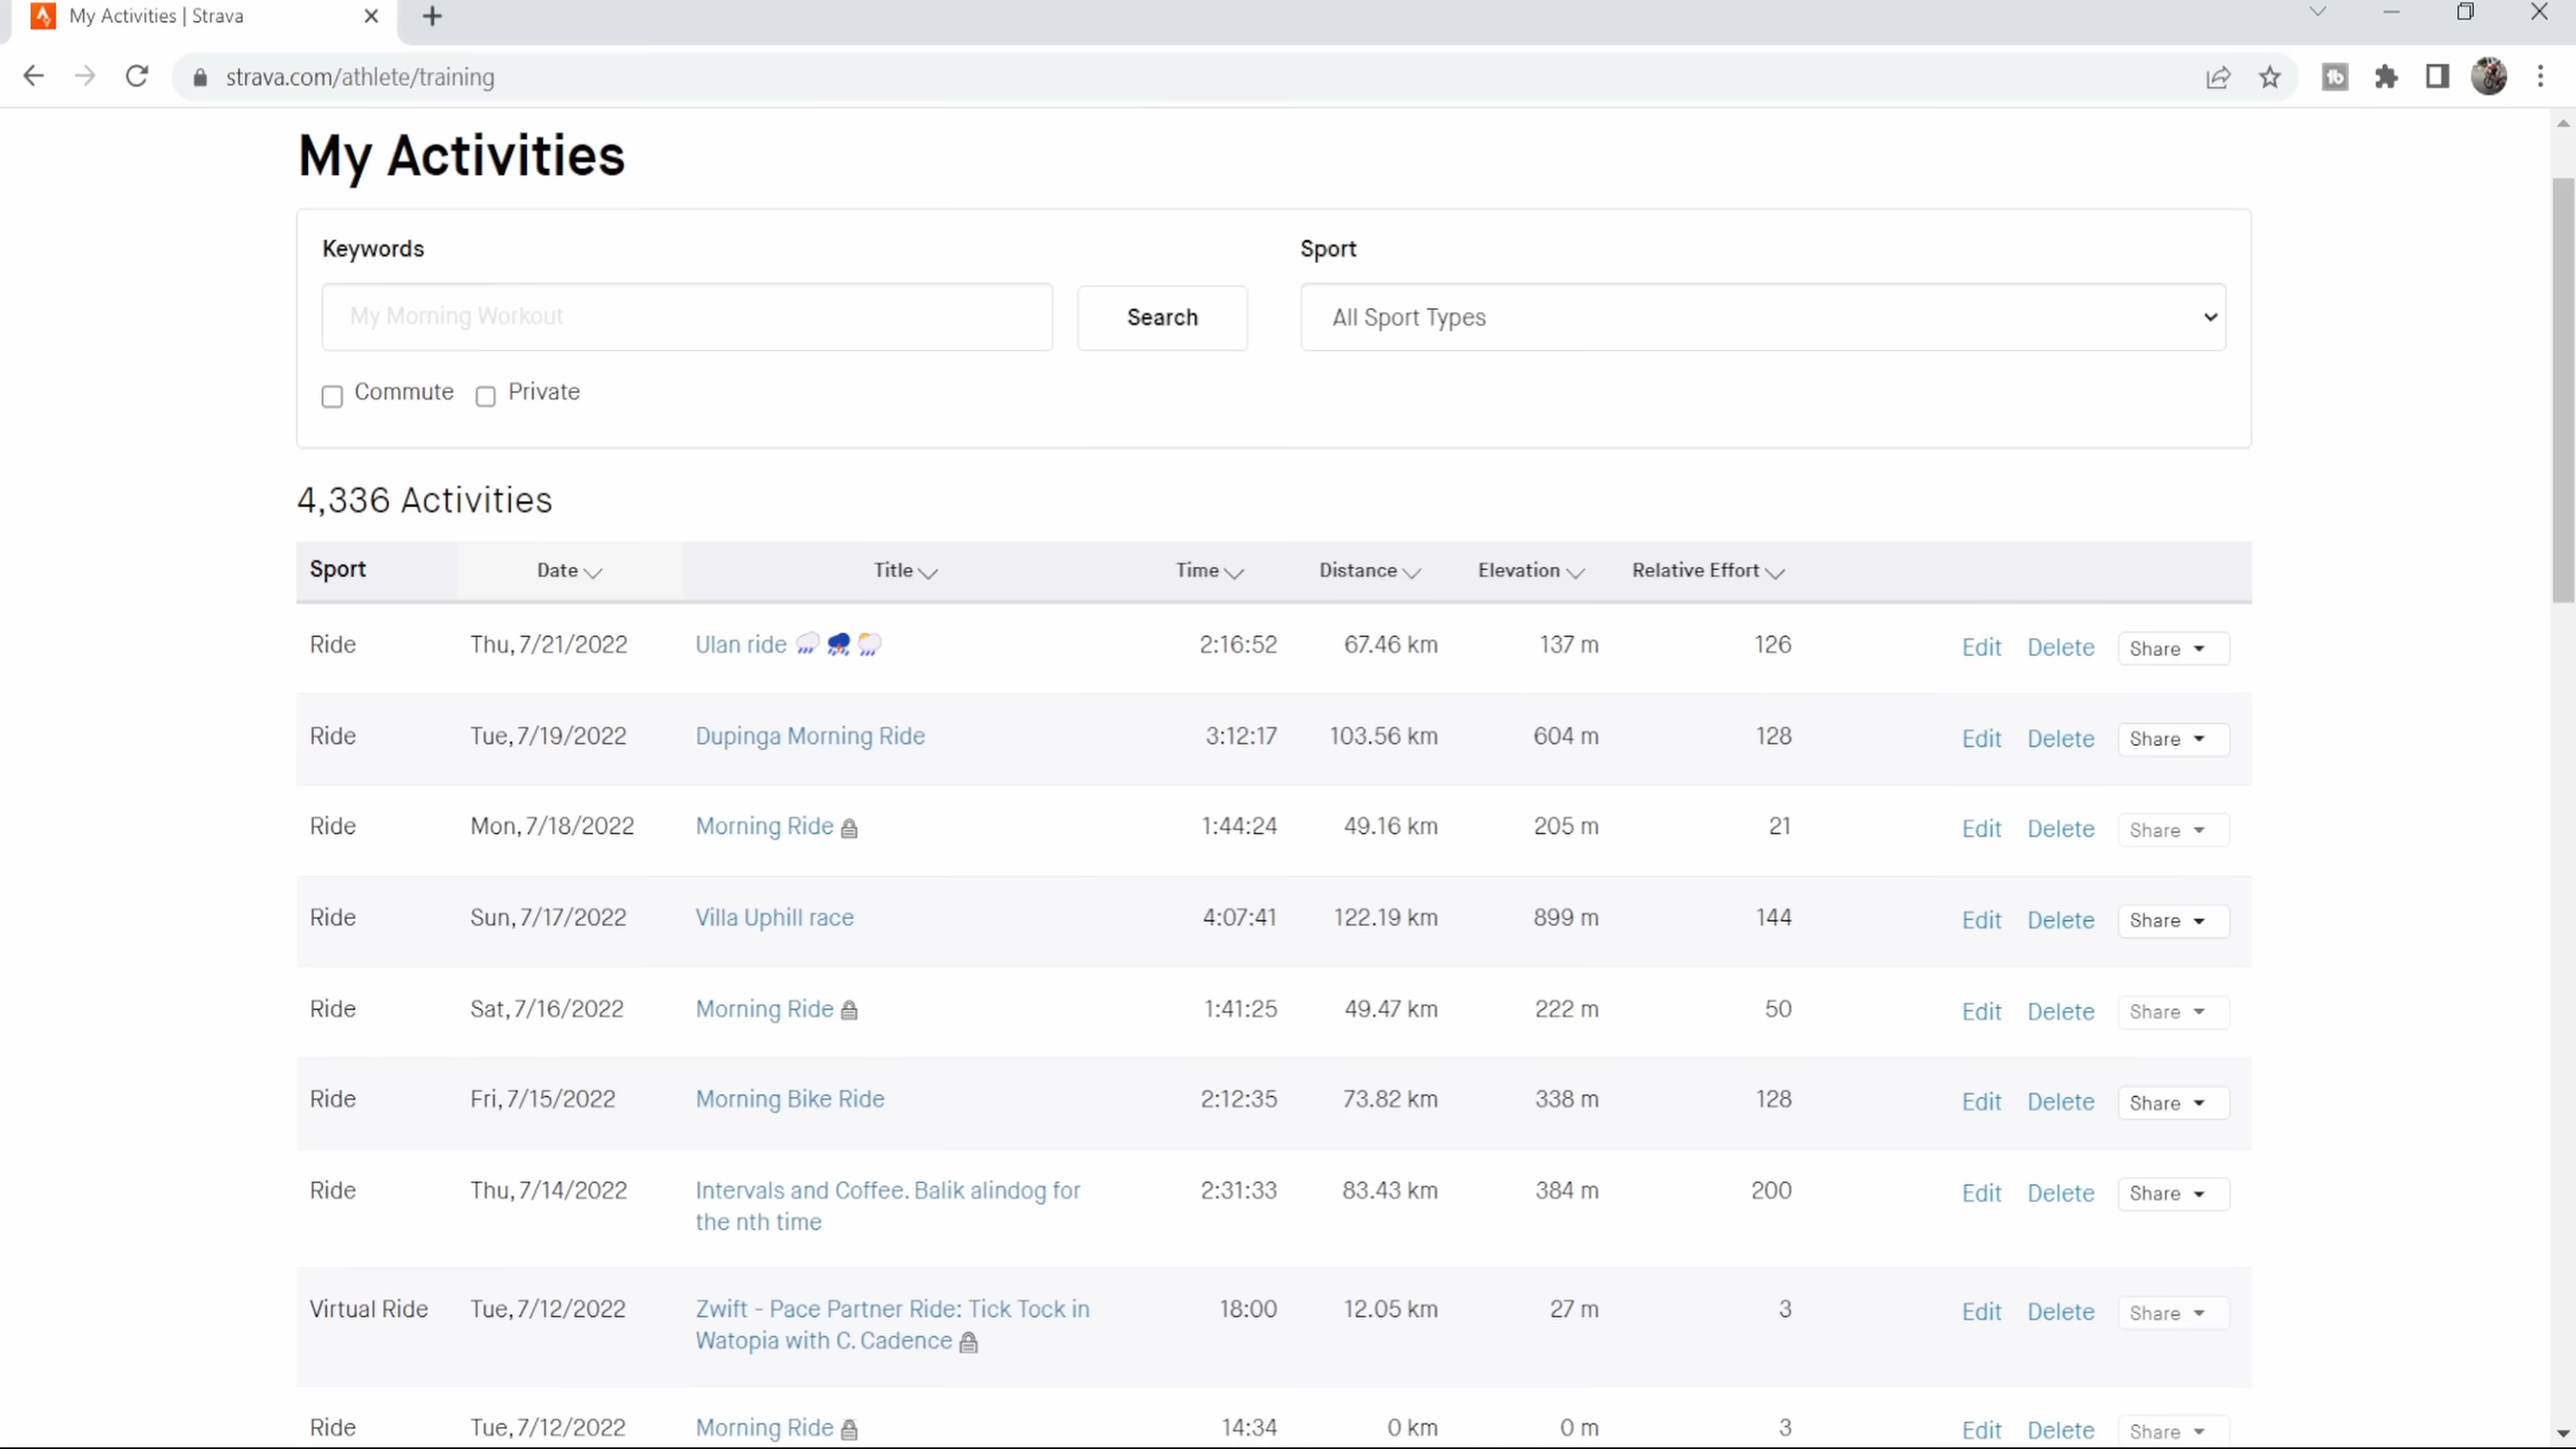 My Activities | Strava
strava.com/athlete/training
My Activities
Keywords
Sport
My Morning Workout
Search
All Sport Types
Commute
Private
4,336 Activities
Sport Date Title Time Distance Elevation Relative Effort
Ride Thu, 7/21/2022 Ulan ride 2:16:52 67.46 km 137 m 126 Edit Delete Share
Ride Tue, 7/19/2022 Dupinga Morning Ride 3:12:17 103.56 km 604 m 128 Edit Delete Share
Ride Mon, 7/18/2022 Morning Ride 1:44:24 49.16 km 205 m 21 Edit Delete Share
Ride Sun, 7/17/2022 Villa Uphill race 4:07:41 122.19 km 899 m 144 Edit Delete Share
Ride Sat, 7/16/2022 Morning Ride 1:41:25 49.47 km 222 m 50 Edit Delete Share
Ride Fri, 7/15/2022 Morning Bike Ride 2:12:35 73.82 km 338 m 128 Edit Delete Share
Ride Thu, 7/14/2022 Intervals and Coffee. Balik alindog for 2:31:33 83.43 km 384 m 200 Edit Delete Share
the nth time
Virtual Ride Tue, 7/12/2022 Zwift - Pace Partner Ride: Tick Tock in 18:00 12.05 km 27 m 3 Edit Delete Share
Watopia with C. Cadence
Ride Tue, 7/12/2022 Morning Ride 14:34 0 km 0 m 3 Edit Delete Share